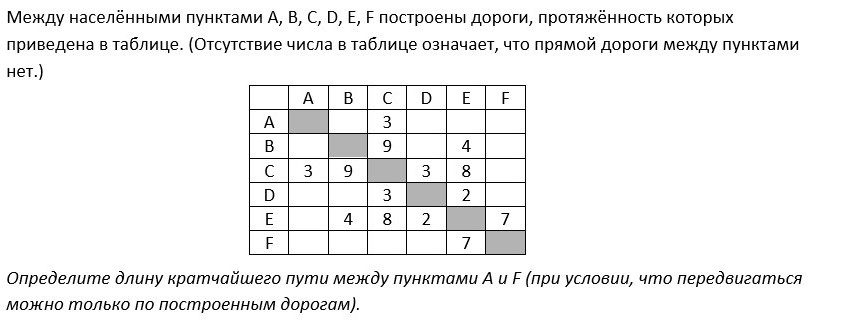 Между населёнными пунктами A, B, C, D, E, F построены дороги, протяжённость которых
приведена в таблице. (Отсутствие числа в таблице означает, что прямой дороги между пунктами
нет.)
A B C D E F
A 3
B 9 4
C 3 9 3 8
D 3 2
E 4 8 2 7
F 7
Определите длину кратчайшего пути между пунктами A и F (при условии, что передвигаться
можно только по построенным дорогам).